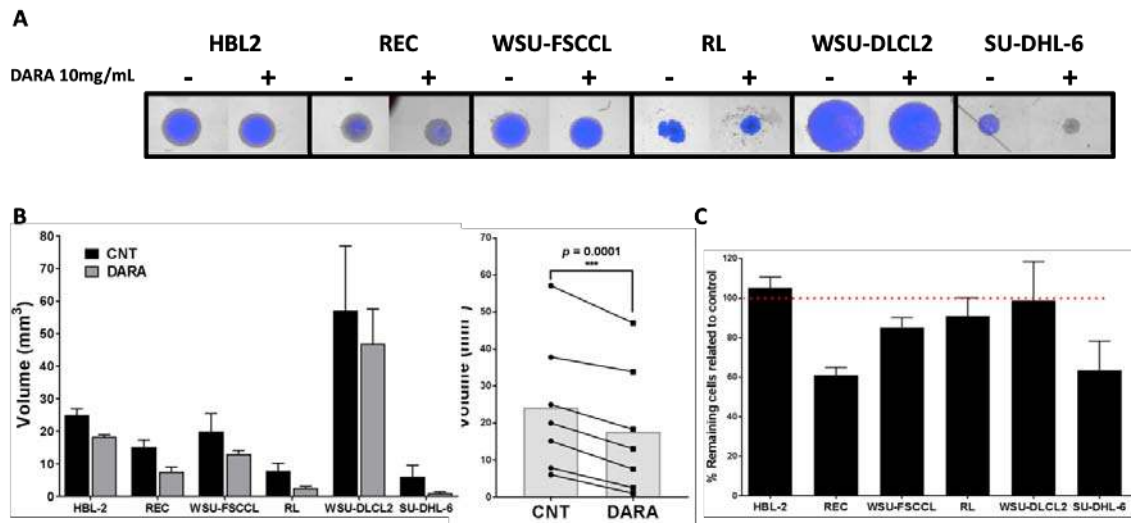 A
HBL2 REC WSU-FSCCL RL WSU-DLCL2 SU-DHL-6
DARA 10mg/mL - + - + - + - + - + - +
B
80
70
60
50
40
30
20
10
0
Volume (mm³)
CNT
DARA
HBL-2 REC WSU-FSCCL RL WSU-DLCL2 SU-DHL-6
70
60
50
40
30
20
10
0
p = 0.0001
***
CNT DARA
C
120
100
80
60
40
20
0
% Remaining cells related to control
HBL-2 REC WSU-FSCCL RL WSU-DLCL2 SU-DHL-6